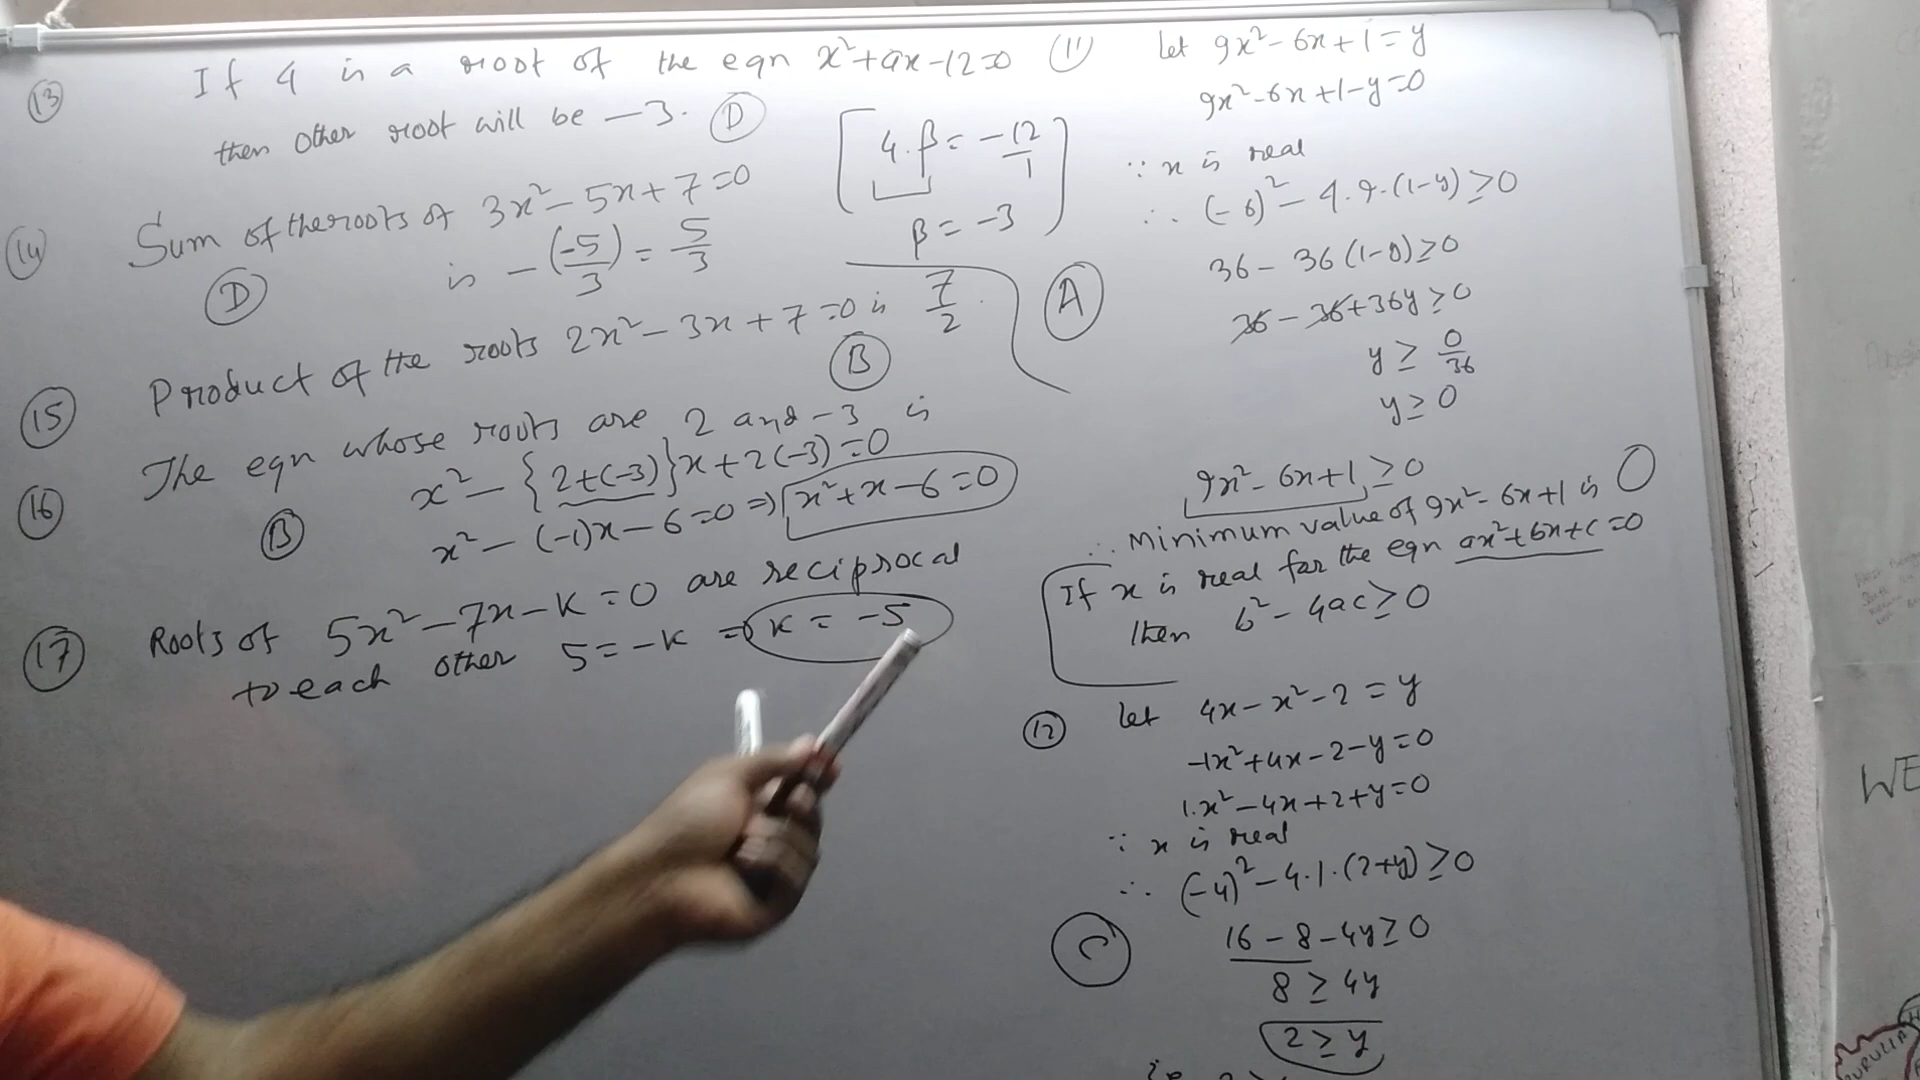 (13) If 4 is a root of the eqn x²+ax-12=0
then other root will be -3. (D)
[4.β = -12/1
β = -3]
(14) Sum of the roots of 3x²-5x+7=0
is -(-5/3) = 5/3
(D)
(15) Product of the roots 2x²-3x+7=0 is 7/2.
(B)
(16) The eqn whose roots are 2 and -3 is
x²-{2+(-3)}x+2(-3)=0
(B) x²-(-1)x-6=0 ⇒ x²+x-6=0
(17) Roots of 5x²-7x-K=0 are reciprocal
to each other 5=-K ⇒ K = -5
(11) Let 9x²-6x+1=y
9x²-6x+1-y=0
∵ x is real
∴ (-6)²-4.9.(1-y)≥0
36-36(1-y)≥0
(A) 36-36+36y≥0
y ≥ 0/36
y≥0
9x²-6x+1≥0
∴ Minimum value of 9x²-6x+1 is 0
If x is real for the eqn ax²+bx+c=0
then b²-4ac≥0
(12) let 4x-x²-2=y
-1x²+4x-2-y=0
1.x²-4x+2+y=0
∵ x is real
∴ (-4)²-4.1.(2+y)≥0
(C) 16-8-4y≥0
8≥4y
2≥y
WE